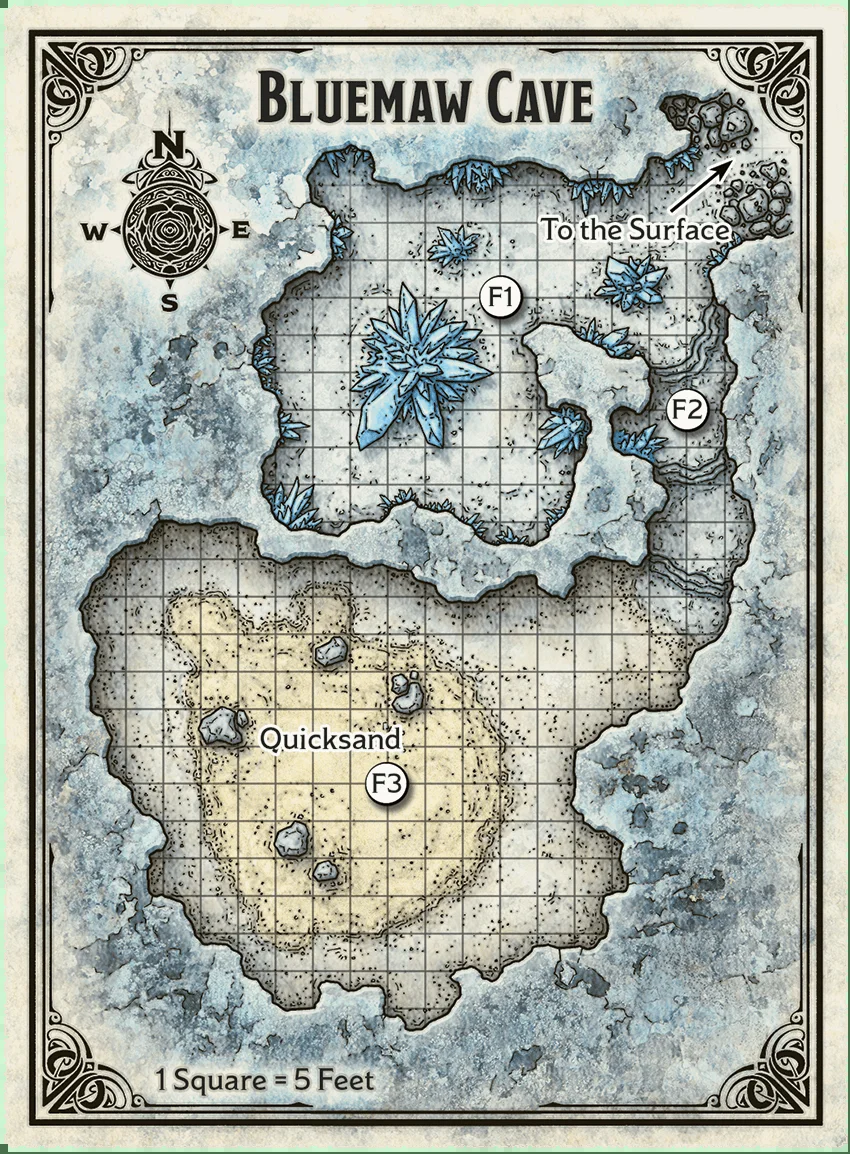 Bluemaw Cave
N
W
E
S
To the Surface
F1
F2
Quicksand
F3
1 Square = 5 Feet